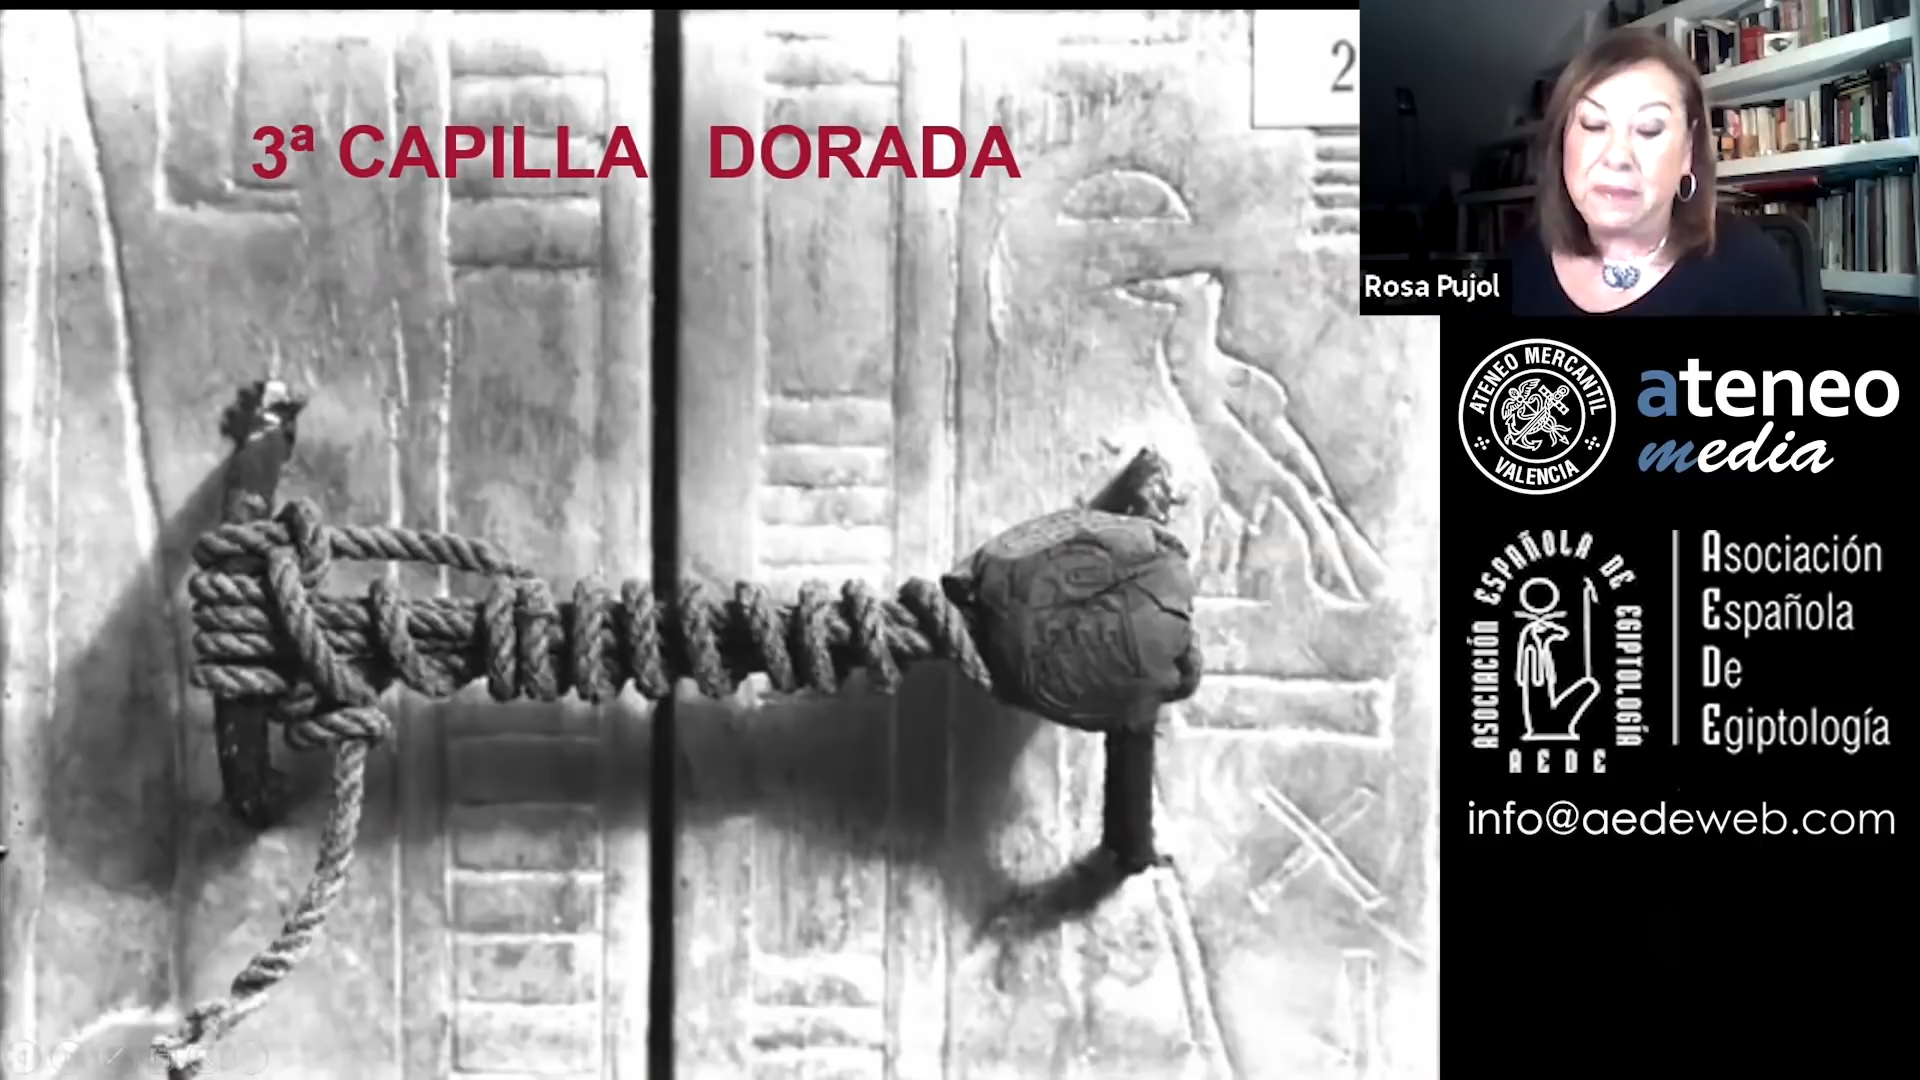 3ª CAPILLA DORADA
2
Rosa Pujol
ATENEO MERCANTIL
VALENCIA
ateneo
media
ASOCIACIÓN ESPAÑOLA DE EGIPTOLOGÍA
AEDE
Asociación
Española
De
Egiptología
info@aedeweb.com